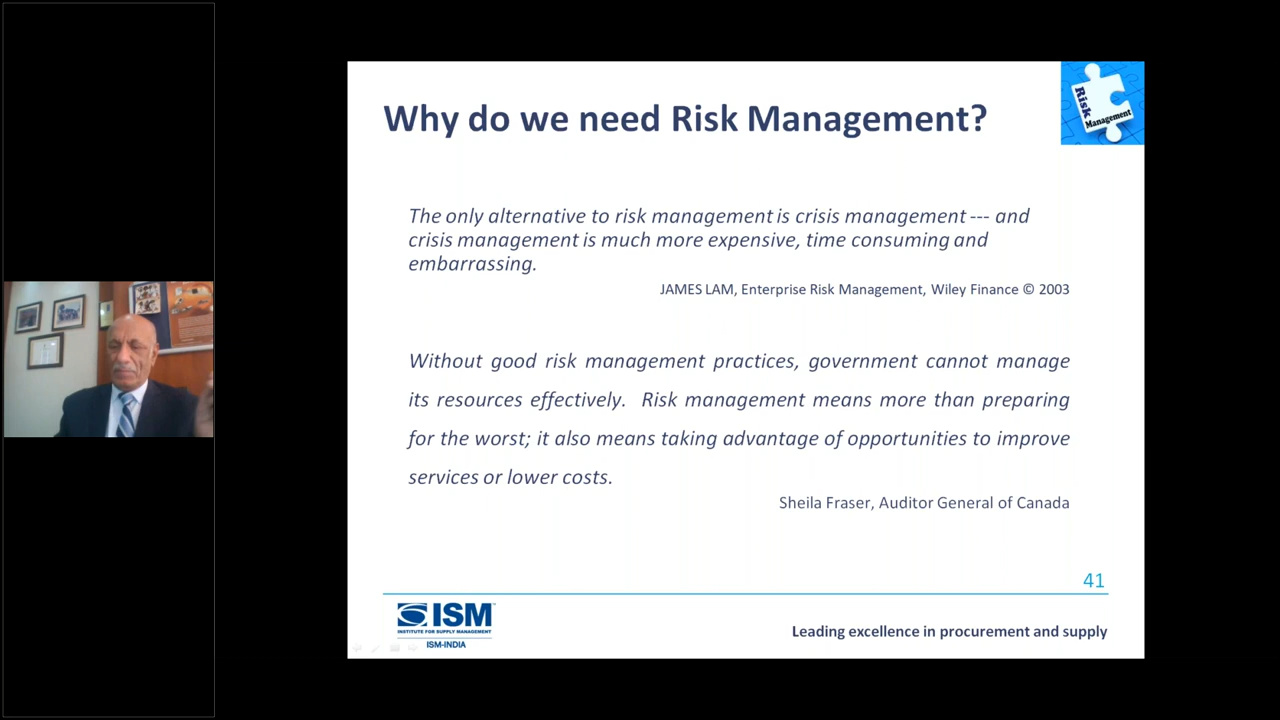 Why do we need Risk Management?
Risk
Management
The only alternative to risk management is crisis management --- and
crisis management is much more expensive, time consuming and
embarrassing.
JAMES LAM, Enterprise Risk Management, Wiley Finance © 2003
Without good risk management practices, government cannot manage
its resources effectively. Risk management means more than preparing
for the worst; it also means taking advantage of opportunities to improve
services or lower costs.
Sheila Fraser, Auditor General of Canada
41
ISM
INSTITUTE FOR SUPPLY MANAGEMENT
ISM-INDIA
Leading excellence in procurement and supply